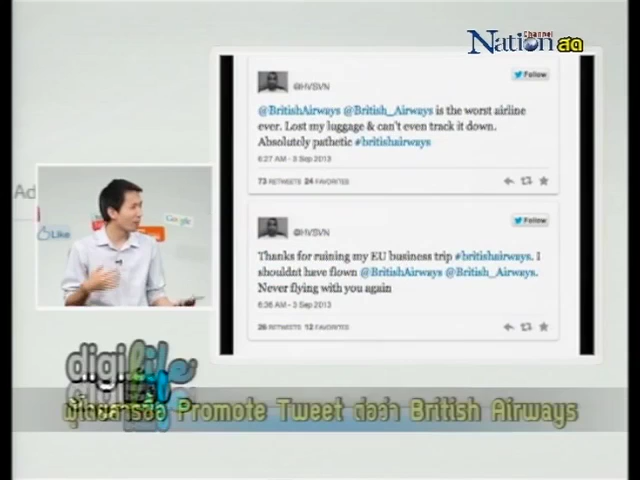 Channel
NATION สด
Follow
@HVSVN
@BritishAirways @British_Airways is the worst airline
ever. Lost my luggage & can't even track it down.
Absolutely pathetic #britishairways
6:27 AM - 3 Sep 2013
73 RETWEETS 24 FAVORITES
Ad
Like
Google
Follow
@HVSVN
Thanks for ruining my EU business trip #britishairways. I
shouldnt have flown @BritishAirways @British_Airways.
Never flying with you again
6:36 AM - 3 Sep 2013
26 RETWEETS 12 FAVORITES
digilife
ผู้โดยสารซื้อ Promote Tweet ต่อว่า British Airways